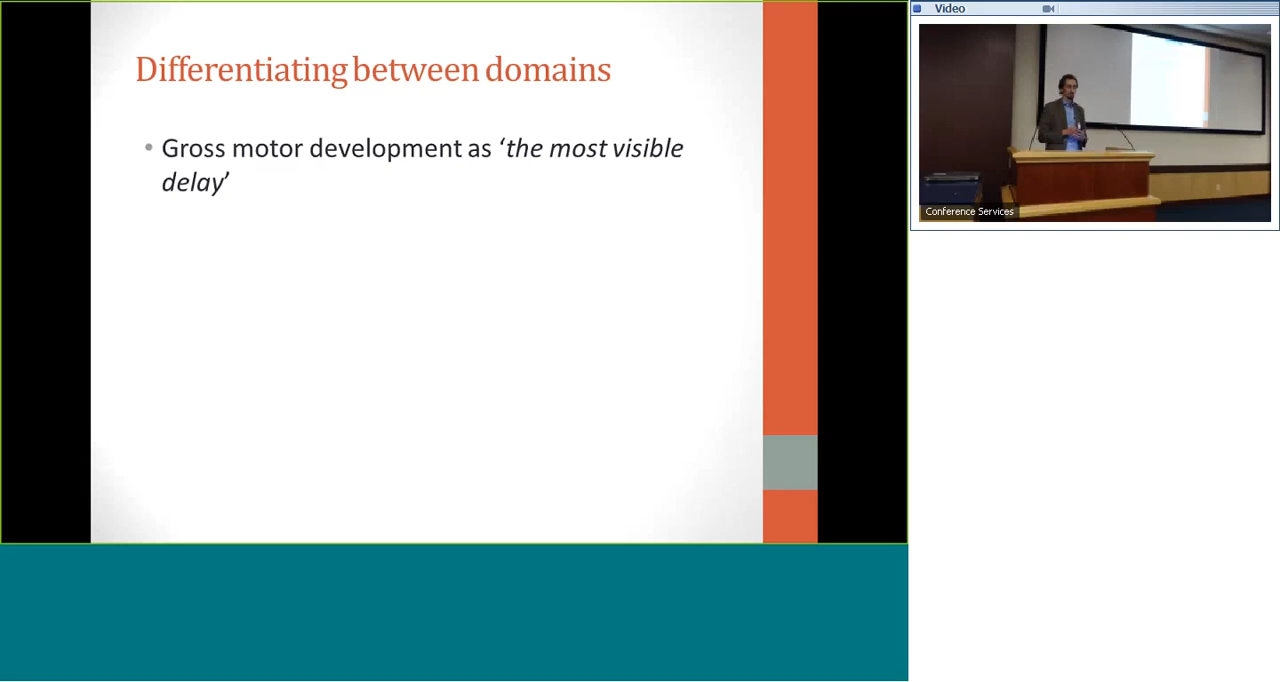 Differentiating between domains
• Gross motor development as ‘the most visible
delay’
Video
Conference Services